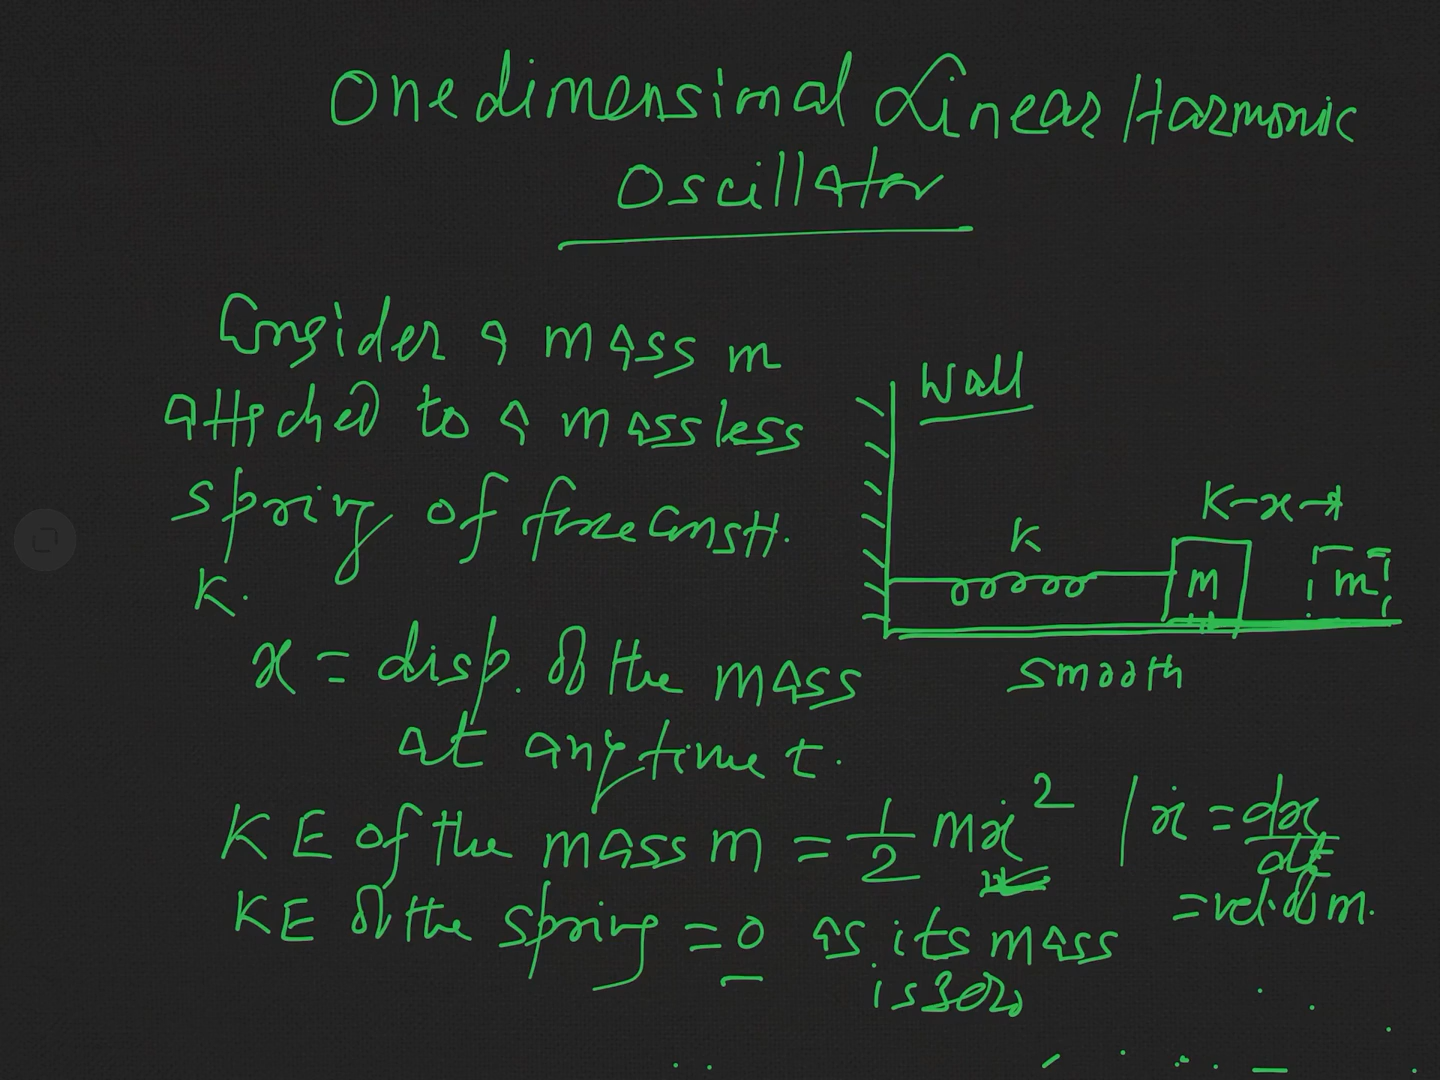 One dimensional Linear Harmonic
Oscillator
Consider a mass m
attached to a massless
spring of force constt.
K.
Wall
K
x
m
m
Smooth
x = disp. of the mass
at any time t.
KE of the mass m = 1/2 mẋ² | ẋ = dx/dt
= vel. of m.
KE of the spring = 0 as its mass
is zero